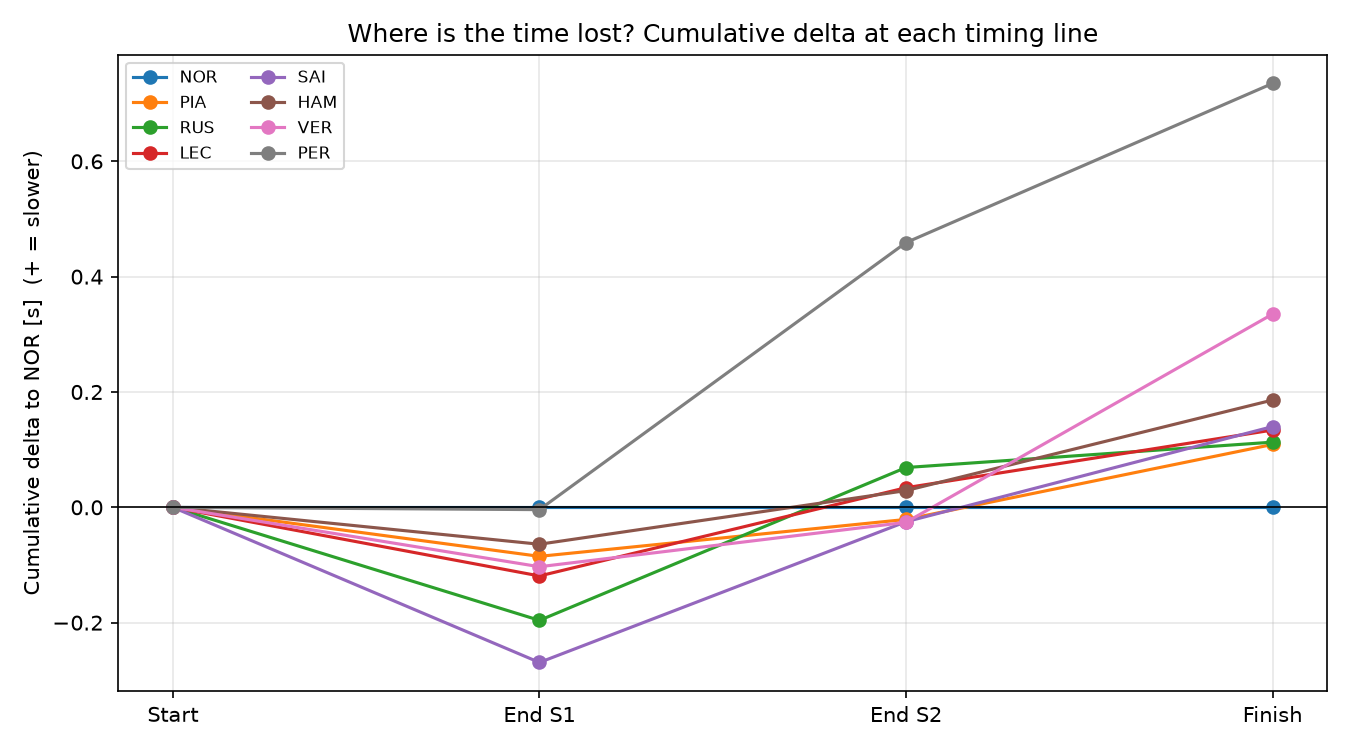 Where is the time lost? Cumulative delta at each timing line
Cumulative delta to NOR [s]  (+ = slower)
NOR
PIA
RUS
LEC
SAI
HAM
VER
PER
0.6
0.4
0.2
0.0
−0.2
Start
End S1
End S2
Finish